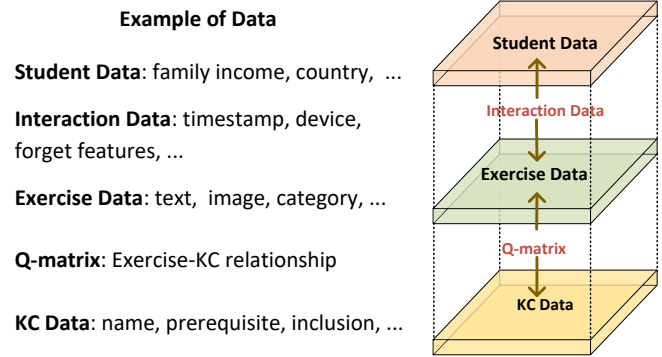 Example of Data
Student Data: family income, country, ...
Interaction Data: timestamp, device,
forget features, ...
Exercise Data: text, image, category, ...
Q-matrix: Exercise-KC relationship
KC Data: name, prerequisite, inclusion, ...
Student Data
Interaction Data
Exercise Data
Q-matrix
KC Data